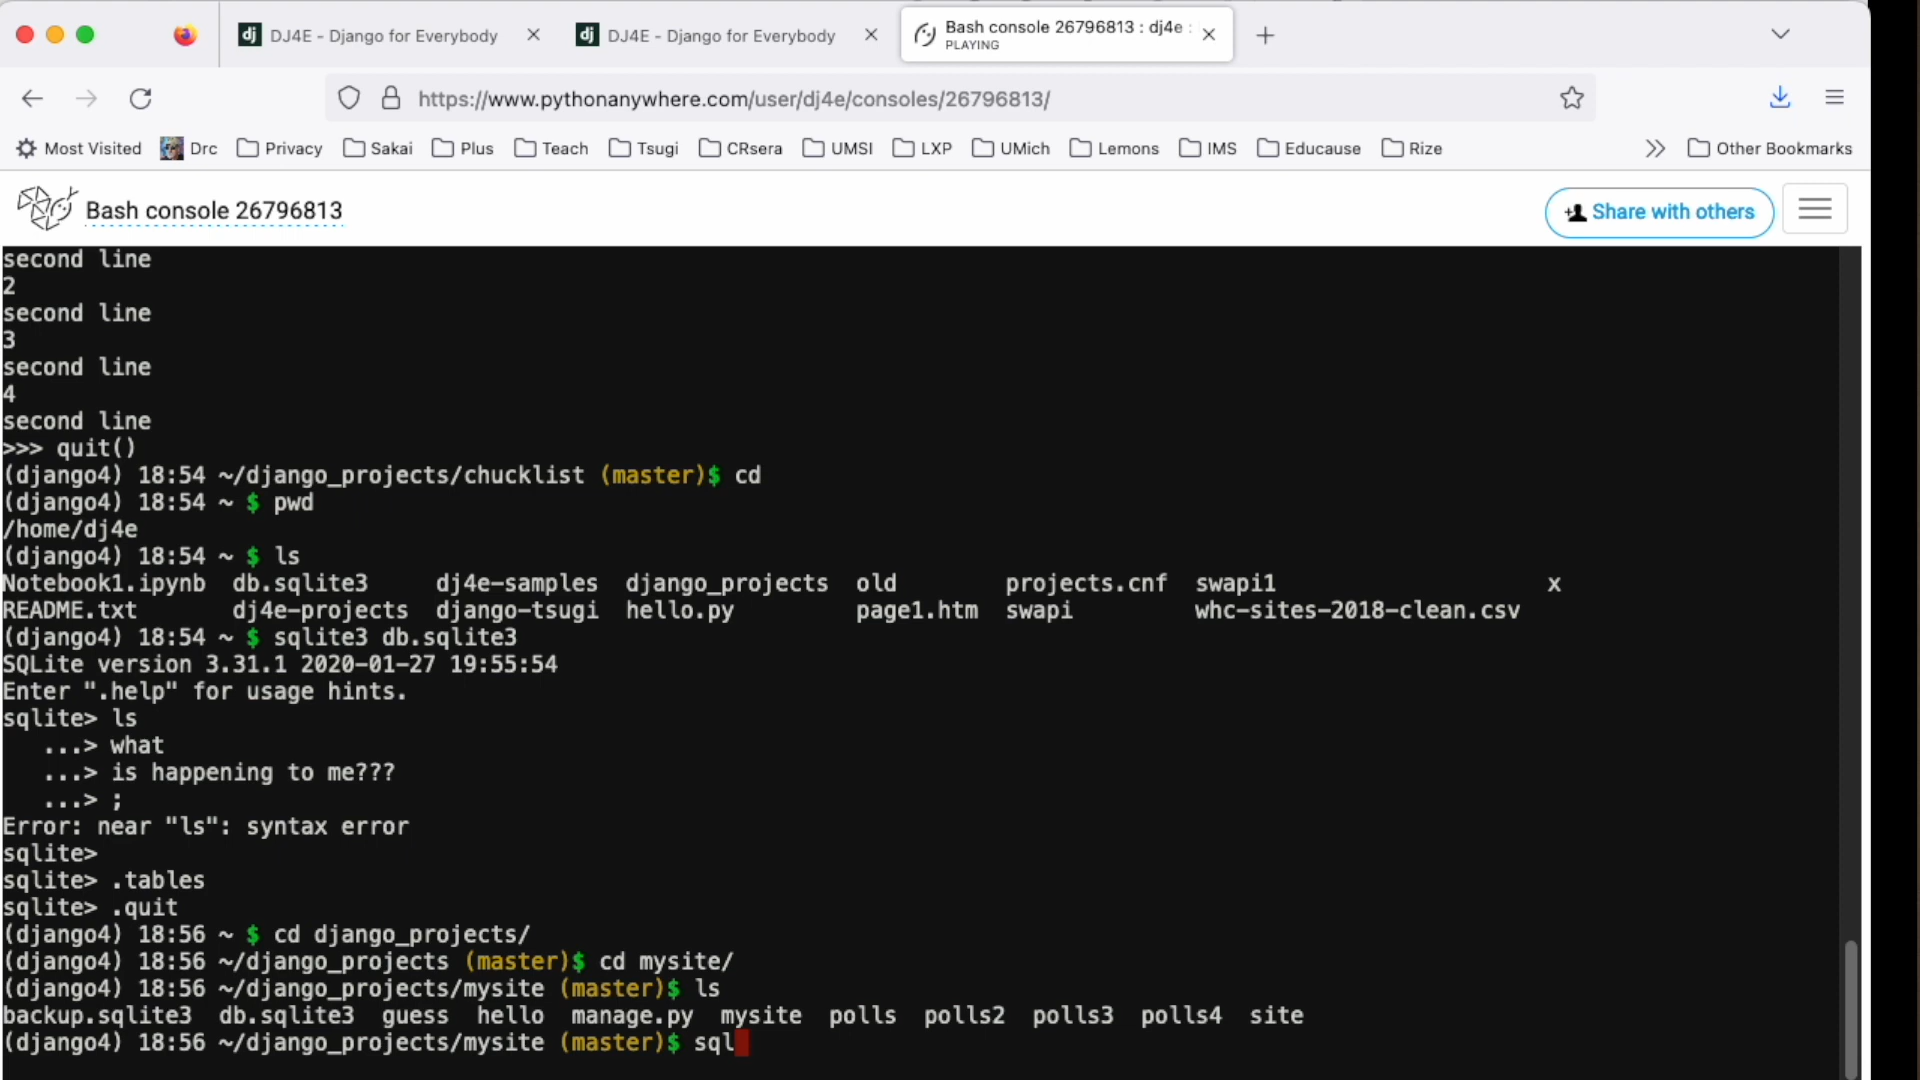 DJ4E - Django for Everybody
DJ4E - Django for Everybody
Bash console 26796813 : dj4e :
PLAYING
https://www.pythonanywhere.com/user/dj4e/consoles/26796813/
Most Visited Drc Privacy Sakai Plus Teach Tsugi CRsera UMSI LXP UMich Lemons IMS Educause Rize Other Bookmarks
Bash console 26796813
Share with others
second line
2
second line
3
second line
4
second line
>>> quit()
(django4) 18:54 ~/django_projects/chucklist (master)$ cd
(django4) 18:54 ~ $ pwd
/home/dj4e
(django4) 18:54 ~ $ ls
Notebook1.ipynb db.sqlite3 dj4e-samples django_projects old projects.cnf swapi1 x
README.txt dj4e-projects django-tsugi hello.py page1.htm swapi whc-sites-2018-clean.csv
(django4) 18:54 ~ $ sqlite3 db.sqlite3
SQLite version 3.31.1 2020-01-27 19:55:54
Enter ".help" for usage hints.
sqlite> ls
...> what
...> is happening to me???
...> ;
Error: near "ls": syntax error
sqlite>
sqlite> .tables
sqlite> .quit
(django4) 18:56 ~ $ cd django_projects/
(django4) 18:56 ~/django_projects (master)$ cd mysite/
(django4) 18:56 ~/django_projects/mysite (master)$ ls
backup.sqlite3 db.sqlite3 guess hello manage.py mysite polls polls2 polls3 polls4 site
(django4) 18:56 ~/django_projects/mysite (master)$ sql